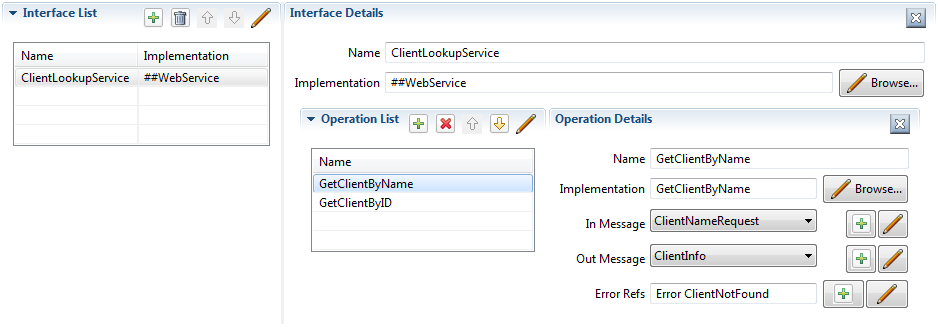 Interface List
Name Implementation
ClientLookupService ##WebService
Interface Details
Name ClientLookupService
Implementation ##WebService Browse...
Operation List
Name
GetClientByName
GetClientByID
Operation Details
Name GetClientByName
Implementation GetClientByName Browse...
In Message ClientNameRequest
Out Message ClientInfo
Error Refs Error ClientNotFound